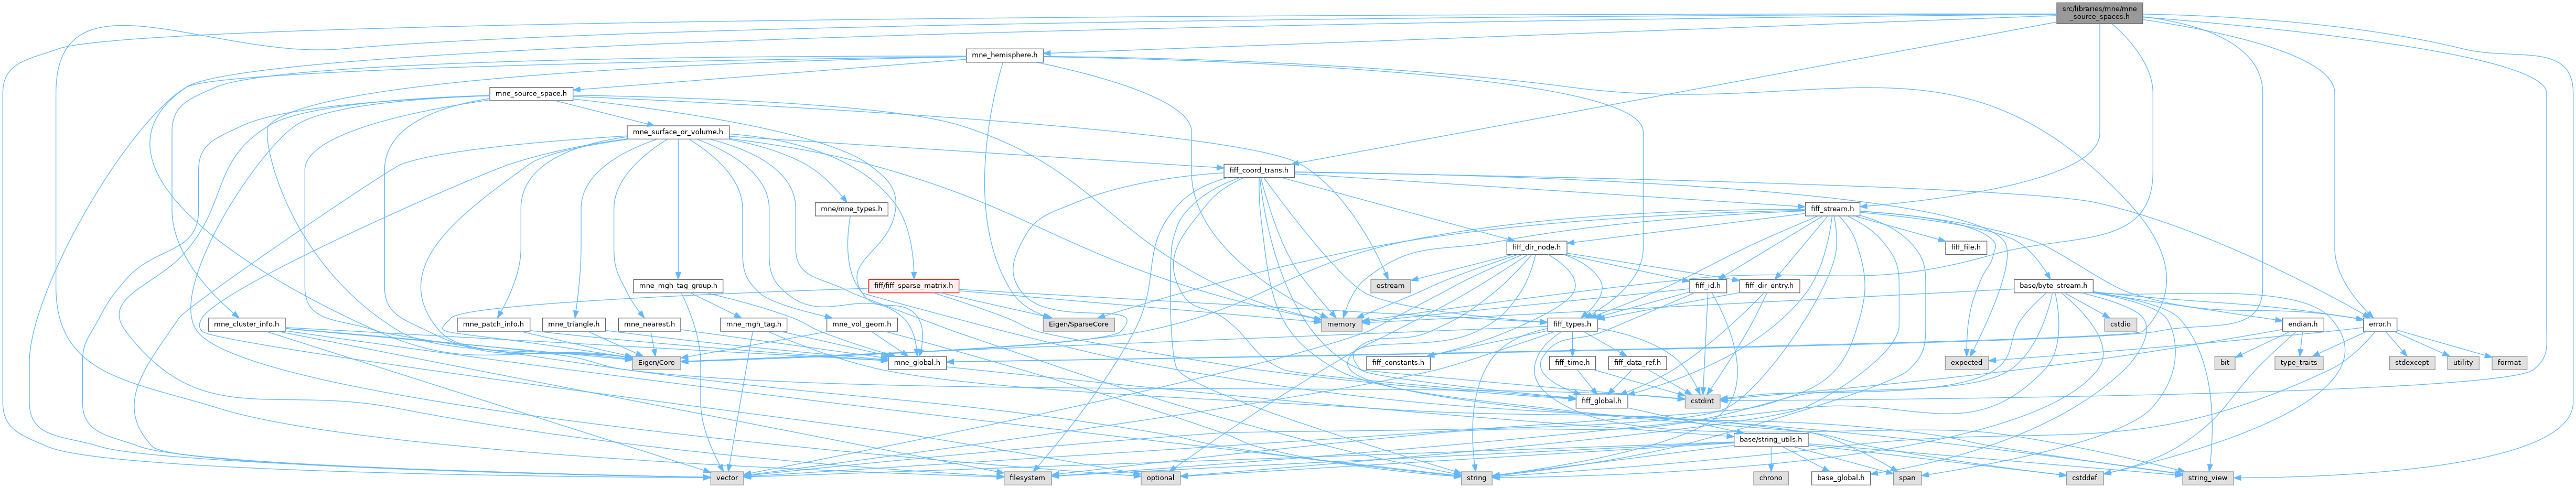 src/libraries/mne/mne
_source_spaces.h
mne_hemisphere.h
mne_source_space.h
mne_surface_or_volume.h
fiff_coord_trans.h
mne/mne_types.h
fiff_stream.h
fiff_dir_node.h
fiff_file.h
mne_mgh_tag_group.h
fiff/fiff_sparse_matrix.h
ostream
fiff_id.h
fiff_dir_entry.h
base/byte_stream.h
mne_cluster_info.h
mne_patch_info.h
mne_triangle.h
mne_nearest.h
mne_mgh_tag.h
mne_vol_geom.h
Eigen/SparseCore
memory
fiff_types.h
cstdio
endian.h
error.h
Eigen/Core
mne_global.h
fiff_constants.h
fiff_time.h
fiff_data_ref.h
expected
bit
type_traits
stdexcept
utility
format
fiff_global.h
cstdint
base/string_utils.h
vector
filesystem
optional
string
chrono
base_global.h
span
cstddef
string_view